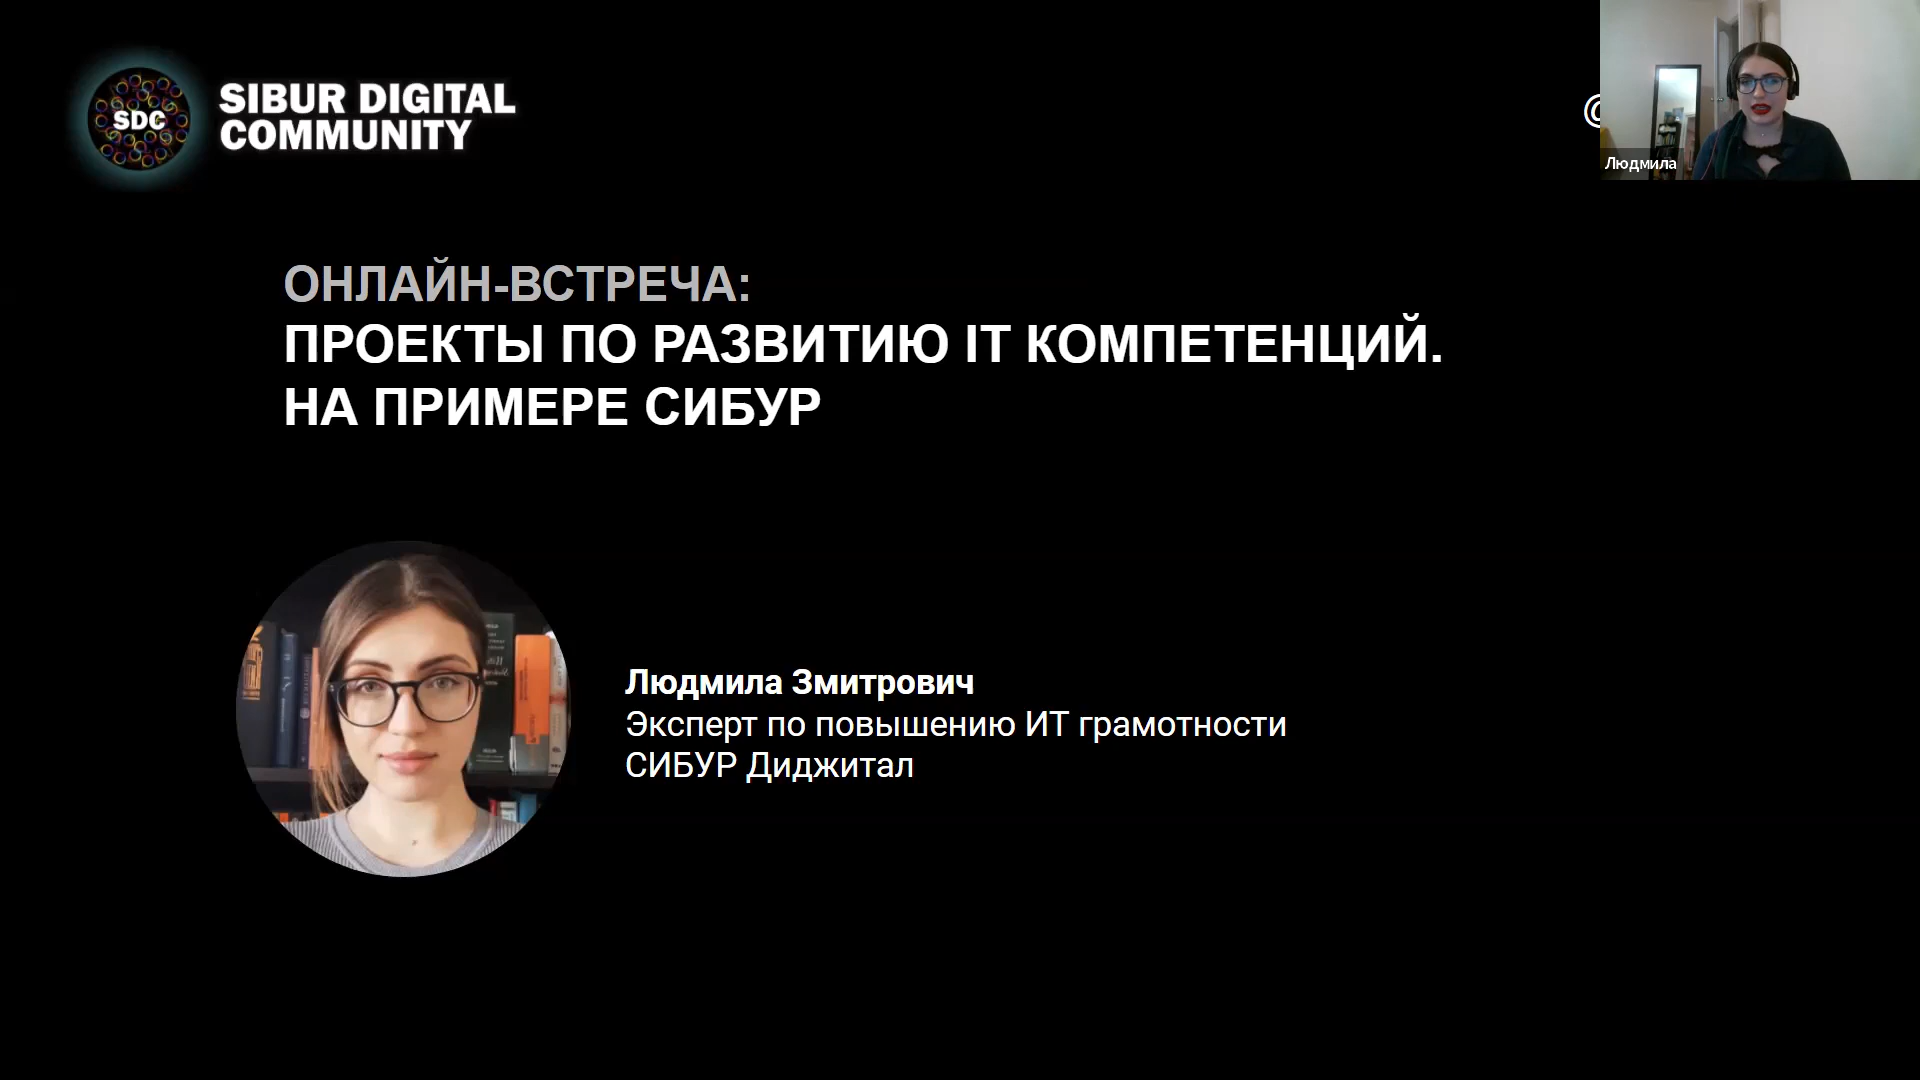 SDC
SIBUR DIGITAL
COMMUNITY
@
Людмила
ОНЛАЙН-ВСТРЕЧА:
ПРОЕКТЫ ПО РАЗВИТИЮ IT КОМПЕТЕНЦИЙ.
НА ПРИМЕРЕ СИБУР
Людмила Змитрович
Эксперт по повышению ИТ грамотности
СИБУР Диджитал